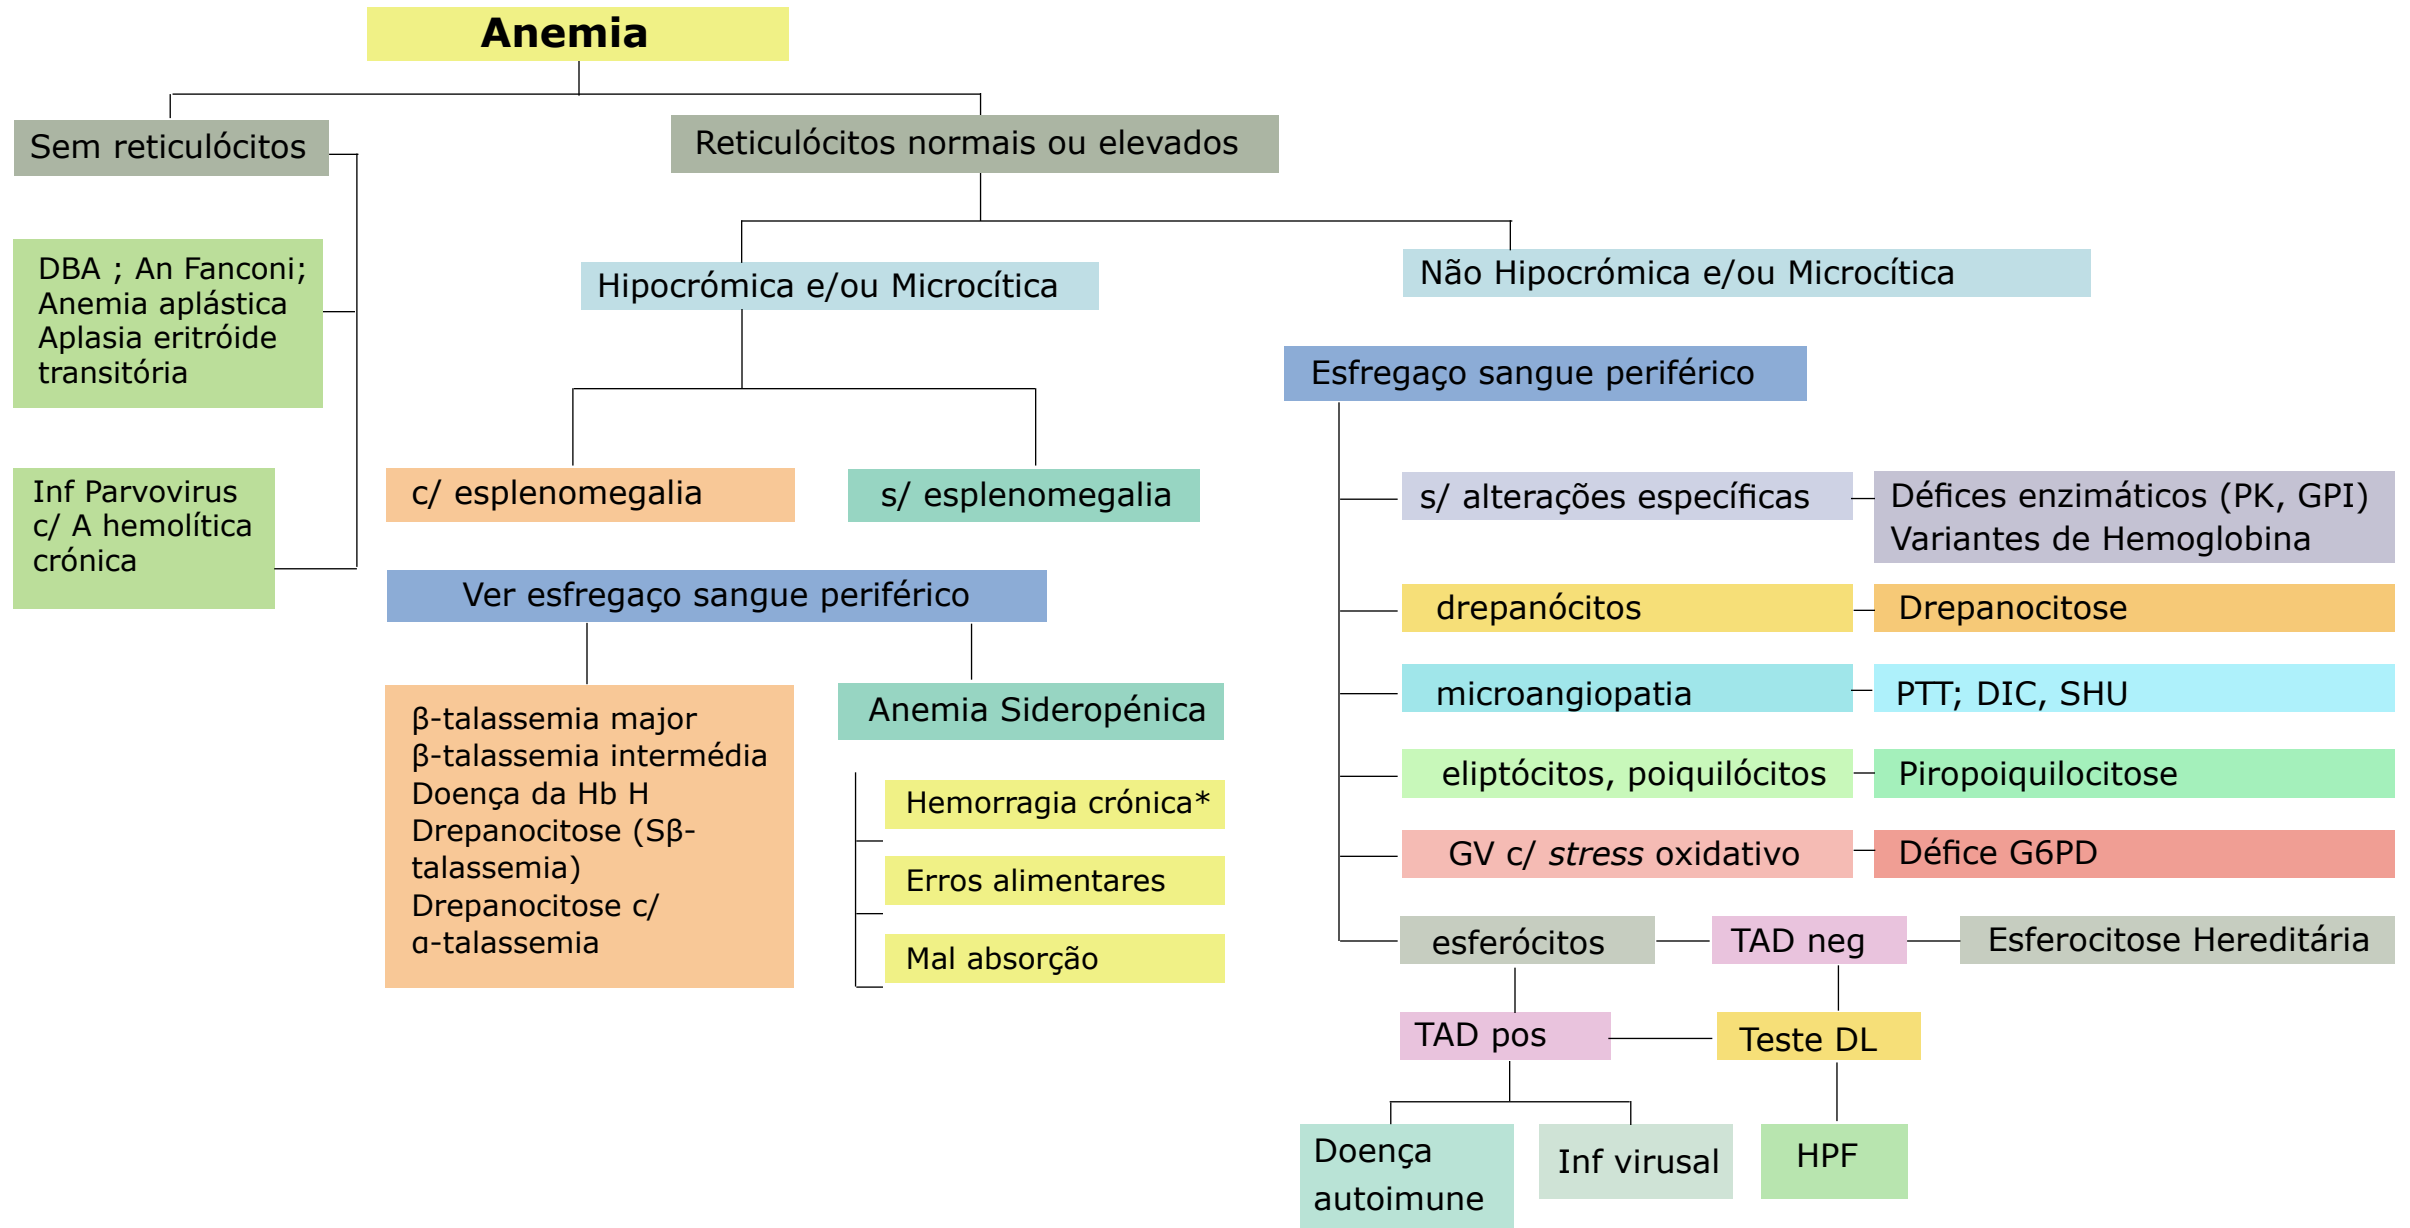 Anemia
Sem reticulócitos
Reticulócitos normais ou elevados
DBA ; An Fanconi;
Anemia aplástica
Aplasia eritróide
transitória
Inf Parvovirus
c/ A hemolítica
crónica
Hipocrómica e/ou Microcítica
c/ esplenomegalia
s/ esplenomegalia
Ver esfregaço sangue periférico
β-talassemia major
β-talassemia intermédia
Doença da Hb H
Drepanocitose (Sβ-
talassemia)
Drepanocitose c/
α-talassemia
Anemia Sideropénica
Hemorragia crónica*
Erros alimentares
Mal absorção
Não Hipocrómica e/ou Microcítica
Esfregaço sangue periférico
s/ alterações específicas
Défices enzimáticos (PK, GPI)
Variantes de Hemoglobina
drepanócitos
Drepanocitose
microangiopatia
PTT; DIC, SHU
eliptócitos, poiquilócitos
Piropoiquilocitose
GV c/ stress oxidativo
Défice G6PD
esferócitos
TAD neg
Esferocitose Hereditária
TAD pos
Teste DL
Doença
autoimune
Inf virusal
HPF